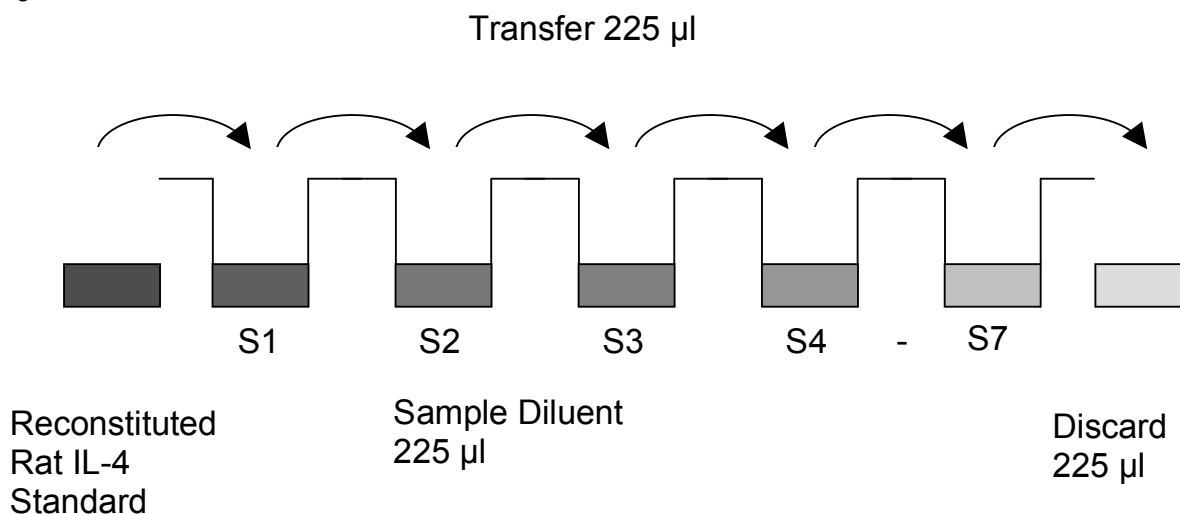 Transfer 225 µl
S1 S2 S3 S4 - S7
Reconstituted
Rat IL-4
Standard
Sample Diluent
225 µl
Discard
225 µl